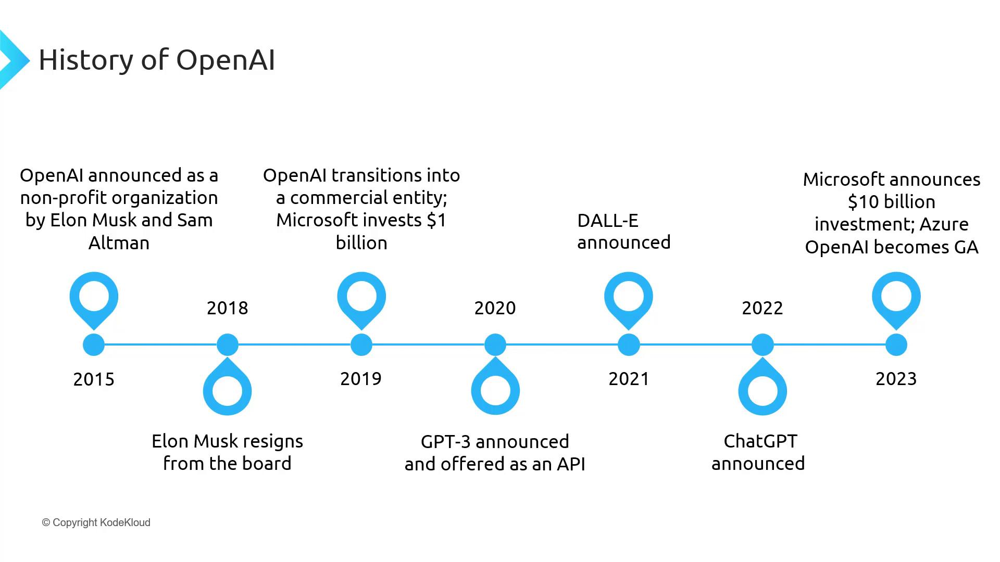 History of OpenAI
OpenAI announced as a
non-profit organization
by Elon Musk and Sam
Altman
2015
2018
Elon Musk resigns
from the board
OpenAI transitions into
a commercial entity;
Microsoft invests $1
billion
2019
2020
GPT-3 announced
and offered as an API
DALL-E
announced
2021
2022
ChatGPT
announced
Microsoft announces
$10 billion
investment; Azure
OpenAI becomes GA
2023
© Copyright KodeKloud